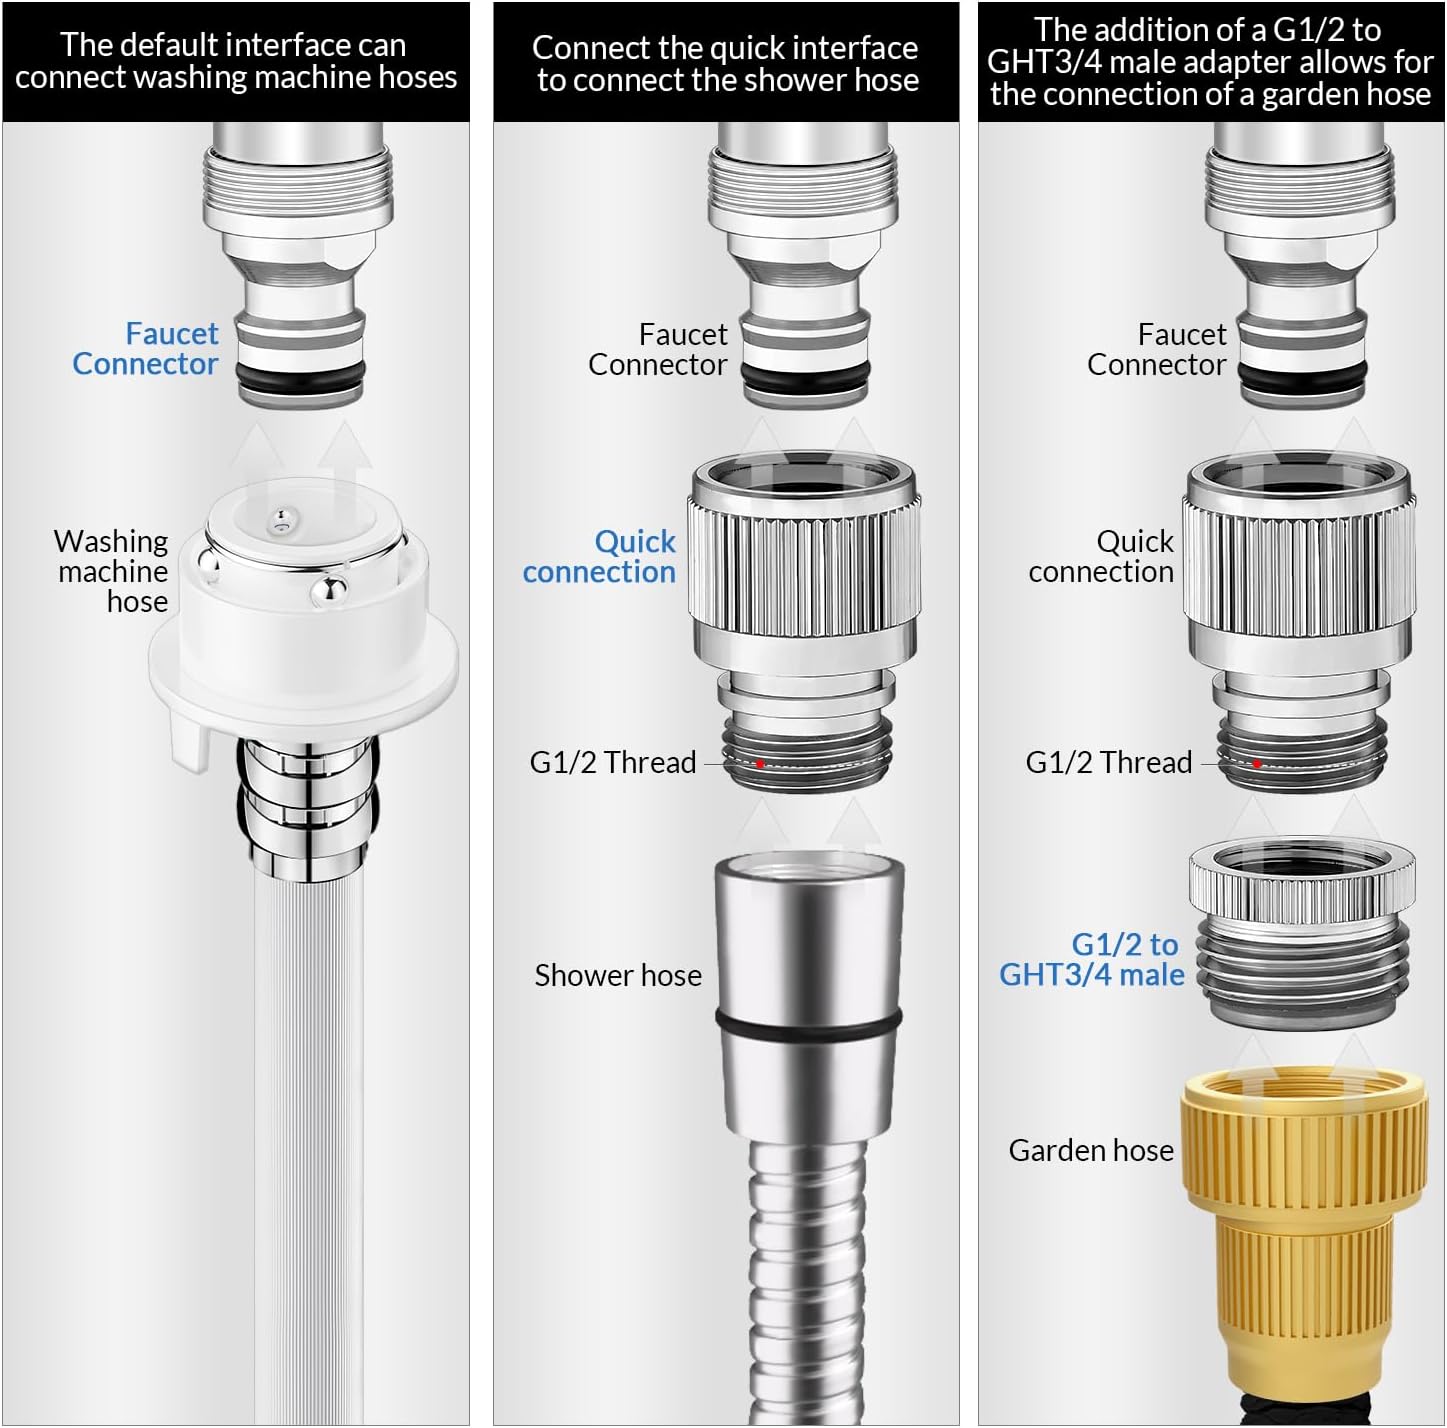 The default interface can
connect washing machine hoses
Faucet
Connector
Washing
machine
hose
Connect the quick interface
to connect the shower hose
Faucet
Connector
Quick
connection
G1/2 Thread
Shower hose
The addition of a G1/2 to
GHT3/4 male adapter allows for
the connection of a garden hose
Faucet
Connector
Quick
connection
G1/2 Thread
G1/2 to
GHT3/4 male
Garden hose